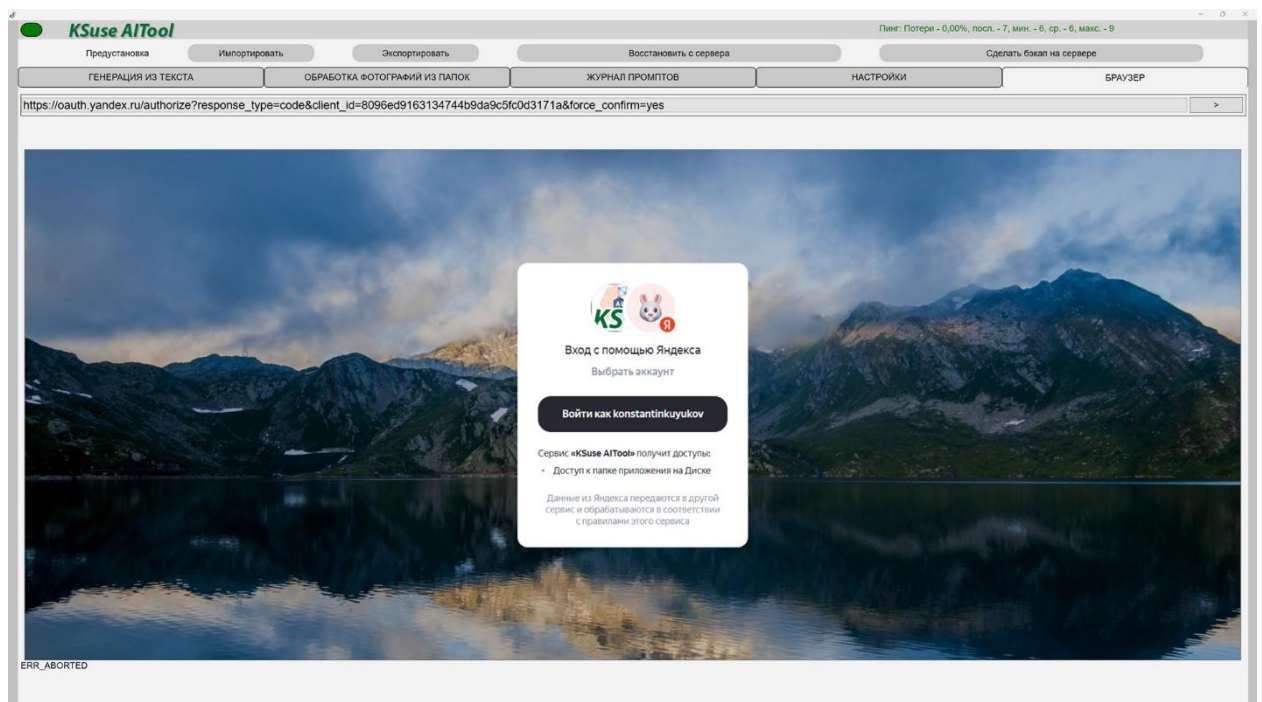 KSuse AITool
Пинг: Потери - 0,00%, посл. - 7, мин. - 6, ср. - 6, макс. - 9
Предустановка Импортировать Экспортировать Восстановить с сервера Сделать бэкап на сервере
ГЕНЕРАЦИЯ ИЗ ТЕКСТА ОБРАБОТКА ФОТОГРАФИЙ ИЗ ПАПОК ЖУРНАЛ ПРОМПТОВ НАСТРОЙКИ БРАУЗЕР
https://oauth.yandex.ru/authorize?response_type=code&client_id=8096ed9163134744b9da9c5fc0d3171a&force_confirm=yes >
KS Я
Вход с помощью Яндекса
Выбрать аккаунт
Войти как konstantinkuyukov
Сервис «KSuse AITool» получит доступы:
• Доступ к папке приложения на Диске
Данные из Яндекса передаются в другой
сервис и обрабатываются в соответствии
с правилами этого сервиса
ERR_ABORTED